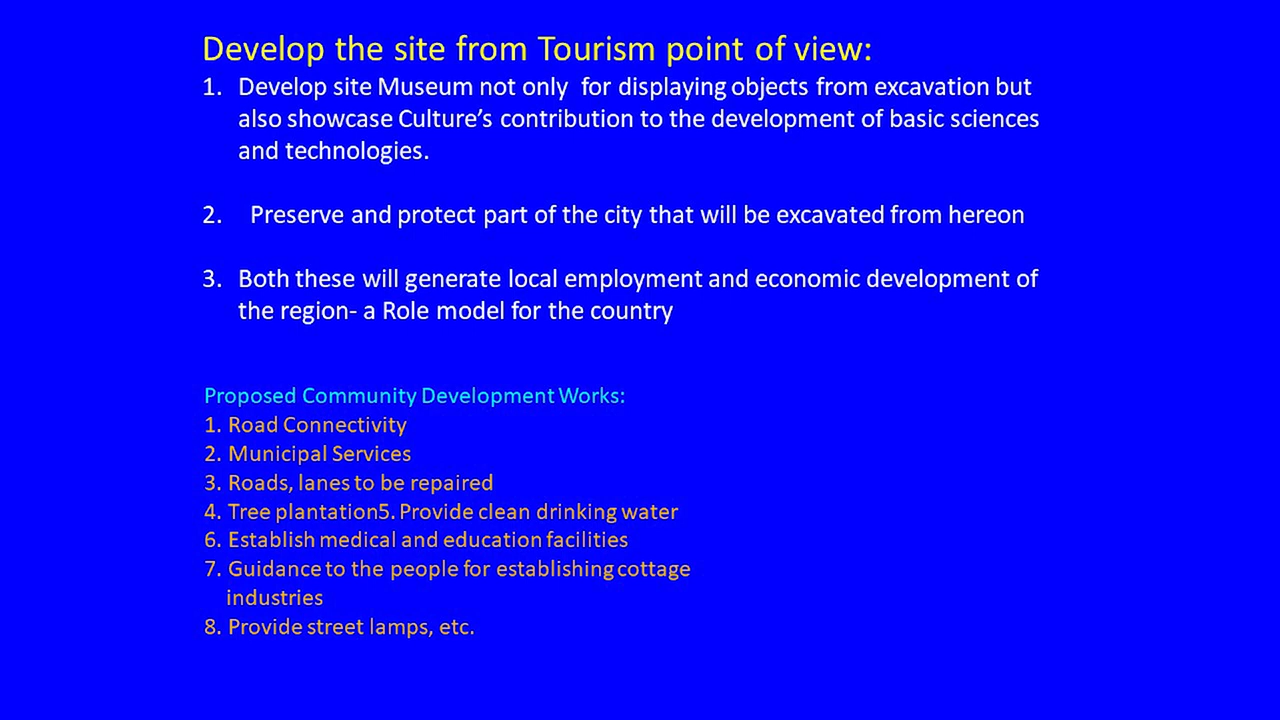 Develop the site from Tourism point of view:
1. Develop site Museum not only for displaying objects from excavation but
also showcase Culture’s contribution to the development of basic sciences
and technologies.
2. Preserve and protect part of the city that will be excavated from hereon
3. Both these will generate local employment and economic development of
the region- a Role model for the country
Proposed Community Development Works:
1. Road Connectivity
2. Municipal Services
3. Roads, lanes to be repaired
4. Tree plantation5. Provide clean drinking water
6. Establish medical and education facilities
7. Guidance to the people for establishing cottage
industries
8. Provide street lamps, etc.